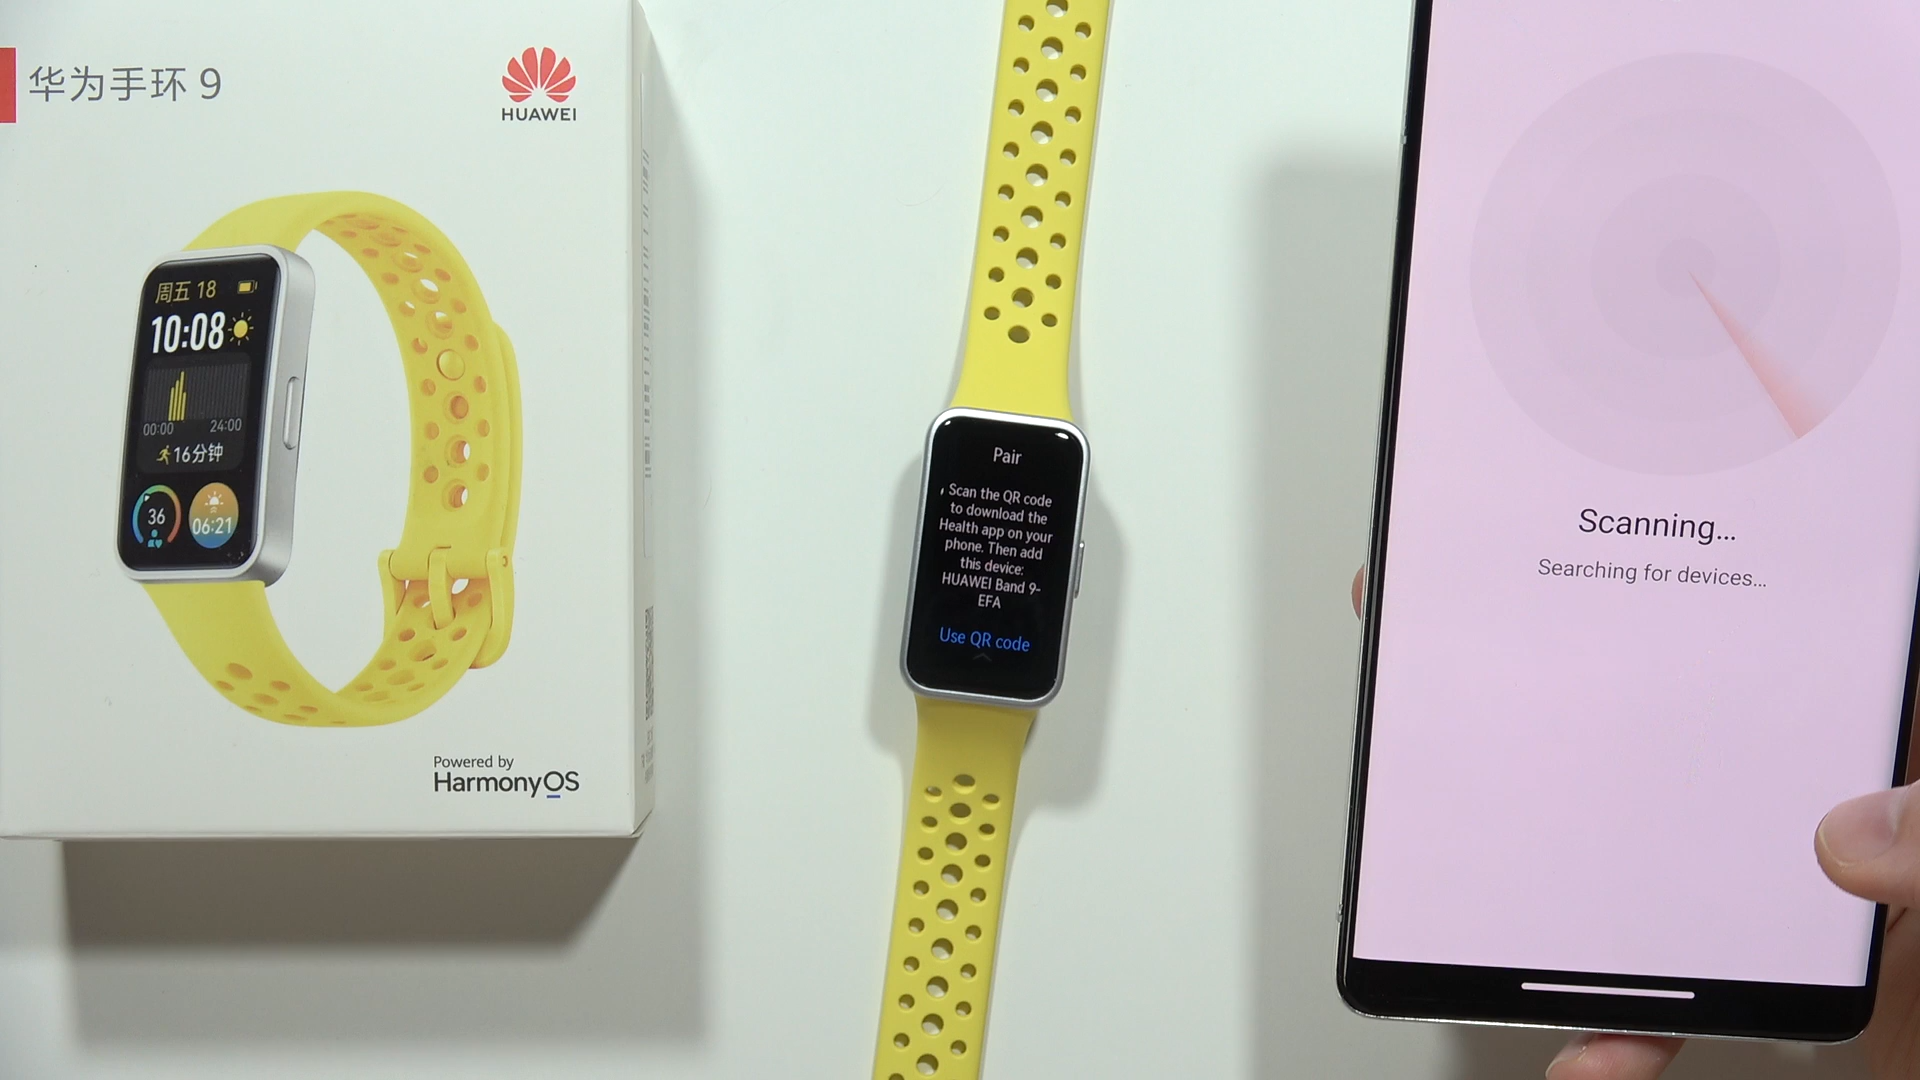 华为手环 9
HUAWEI
周五 18
10:08
00:00 24:00
16分钟
36
06:21
Powered by
HarmonyOS
Pair
Scan the QR code
to download the
Health app on your
phone. Then add
this device:
HUAWEI Band 9-
EFA
Use QR code
Scanning...
Searching for devices...